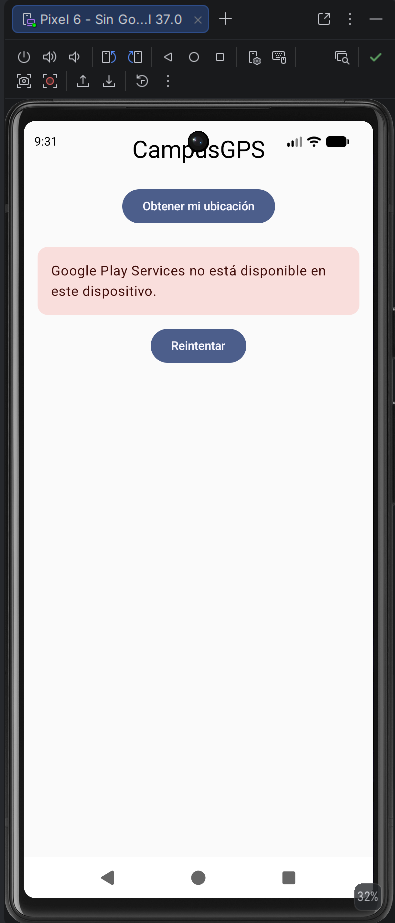 Pixel 6 - Sin Go...l 37.0
9:31
CampusGPS
Obtener mi ubicación
Google Play Services no está disponible en
este dispositivo.
Reintentar
32%